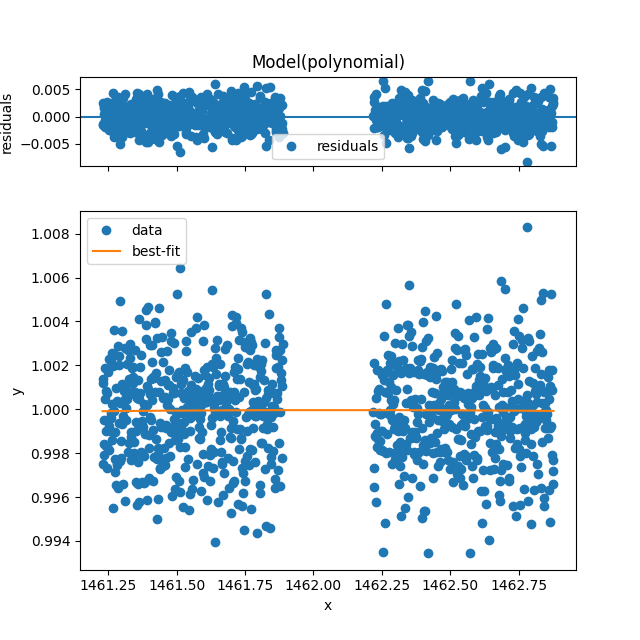 Model(polynomial)
residuals
0.005
0.000
−0.005
residuals
y
1.008
1.006
1.004
1.002
1.000
0.998
0.996
0.994
data
best-fit
1461.25 1461.50 1461.75 1462.00 1462.25 1462.50 1462.75
x